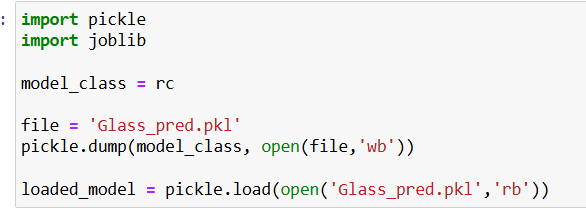 :
import pickle
import joblib
model_class = rc
file = 'Glass_pred.pkl'
pickle.dump(model_class, open(file,'wb'))
loaded_model = pickle.load(open('Glass_pred.pkl','rb'))